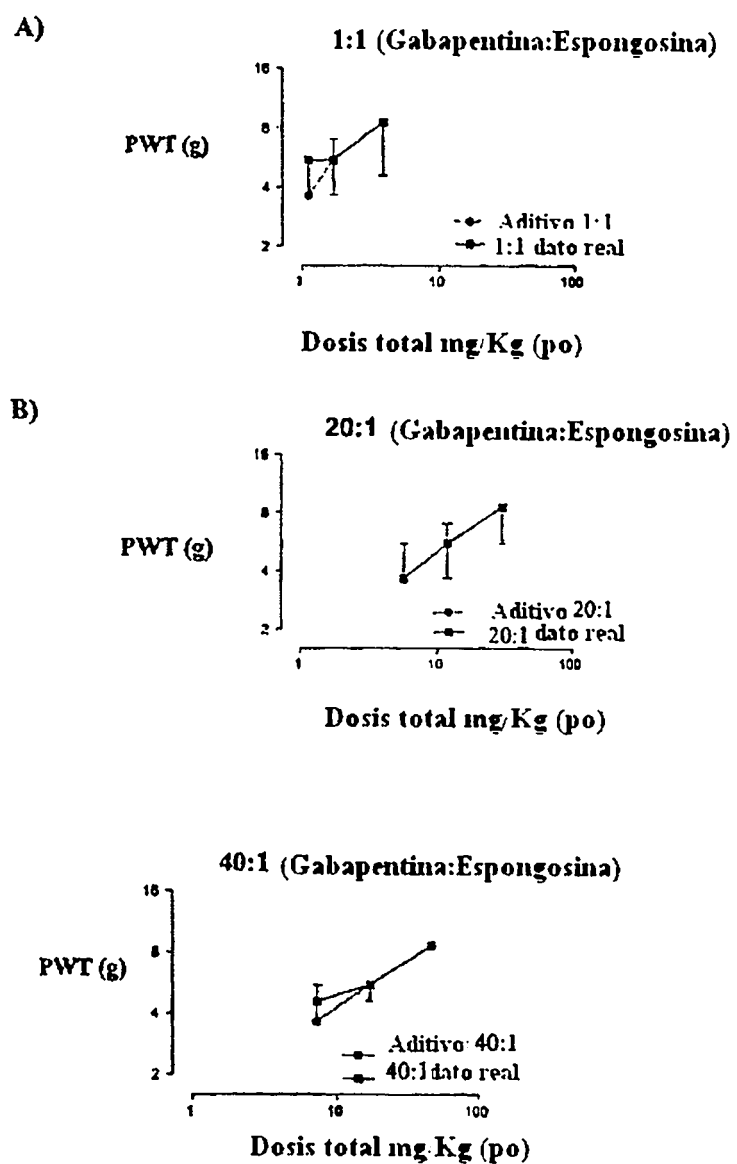 A)
1:1 (Gabapentina:Espongosina)
16
8
4
2
PWT (g)
Aditivo 1:1
1:1 dato real
1
10
100
Dosis total mg/Kg (po)
B)
20:1 (Gabapentina:Espongosina)
16
8
4
2
PWT (g)
Aditivo 20:1
20:1 dato real
1
10
100
Dosis total mg/Kg (po)
40:1 (Gabapentina:Espongosina)
16
8
4
2
PWT (g)
Aditivo 40:1
40:1 dato real
1
10
100
Dosis total mg/Kg (po)